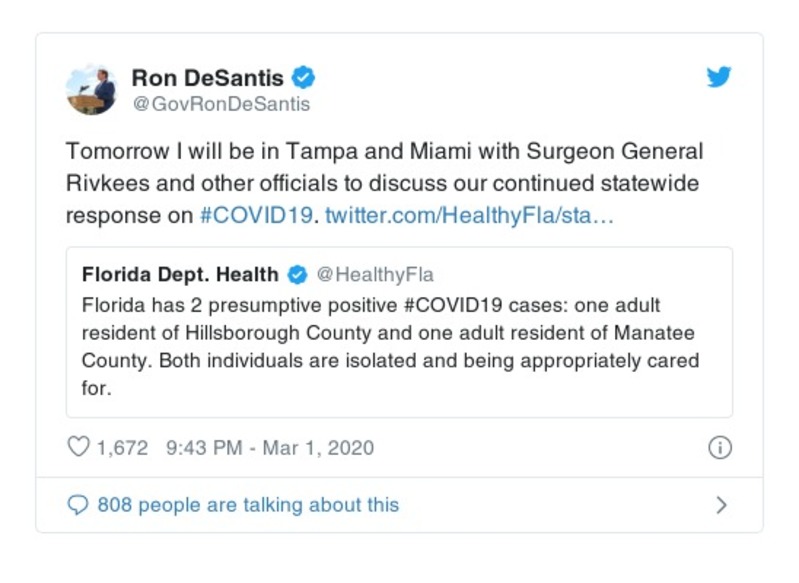 Ron DeSantis
@GovRonDeSantis
Tomorrow I will be in Tampa and Miami with Surgeon General
Rivkees and other officials to discuss our continued statewide
response on #COVID19. twitter.com/HealthyFla/sta…
Florida Dept. Health @HealthyFla
Florida has 2 presumptive positive #COVID19 cases: one adult
resident of Hillsborough County and one adult resident of Manatee
County. Both individuals are isolated and being appropriately cared
for.
1,672 9:43 PM - Mar 1, 2020
808 people are talking about this